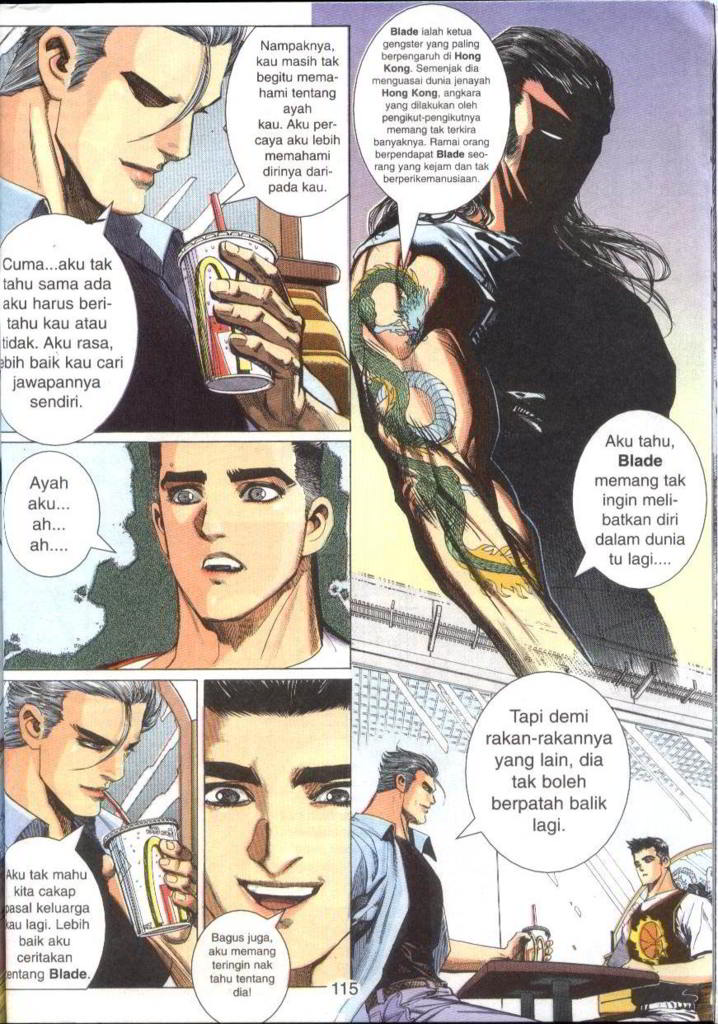 Nampaknya,
kau masih tak
begitu mema-
hami tentang
ayah
kau. Aku per-
caya aku lebih
memahami
dirinya dari-
pada kau.
Cuma...aku tak
tahu sama ada
aku harus beri-
tahu kau atau
tidak. Aku rasa,
lebih baik kau cari
jawapannya
sendiri.
Ayah
aku...
ah...
ah....
Aku tak mahu
kita cakap
pasal keluarga
kau lagi. Lebih
baik aku
ceritakan
tentang Blade.
Bagus juga,
aku memang
teringin nak
tahu tentang
dia!
Blade ialah ketua
gengster yang paling
berpengaruh di Hong
Kong. Semenjak dia
menguasai dunia jenayah
Hong Kong, angkara
yang dilakukan oleh
pengikut-pengikutnya
memang tak terkira
banyaknya. Ramai orang
berpendapat Blade seo-
rang yang kejam dan tak
berperikemanusiaan.
Aku tahu,
Blade
memang tak
ingin meli-
batkan diri
dalam dunia
tu lagi....
Tapi demi
rakan-rakannya
yang lain, dia
tak boleh
berpatah balik
lagi.
115